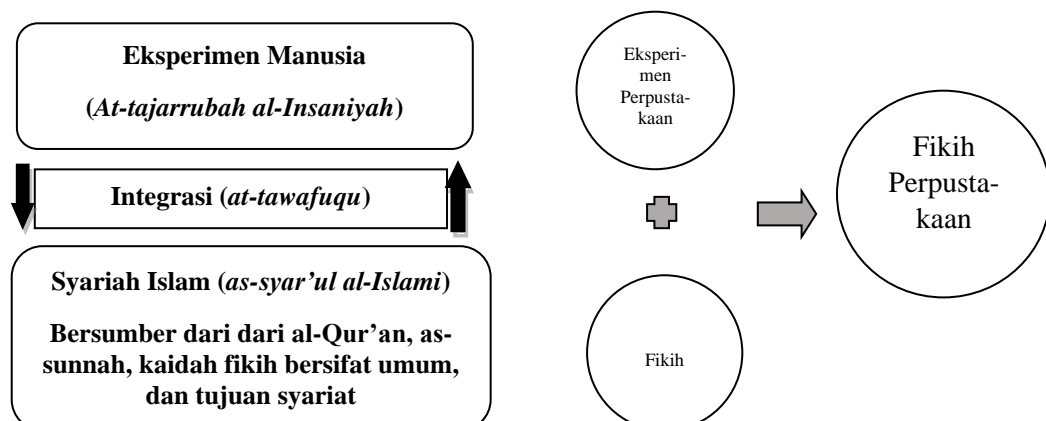 Eksperimen Manusia
(At-tajarrubah al-Insaniyah)
Integrasi (at-tawafuqu)
Syariah Islam (as-syar’ul al-Islami)
Bersumber dari dari al-Qur’an, as-
sunnah, kaidah fikih bersifat umum,
dan tujuan syariat
Eksperi-
men
Perpusta-
kaan
Fikih
Fikih
Perpusta-
kaan